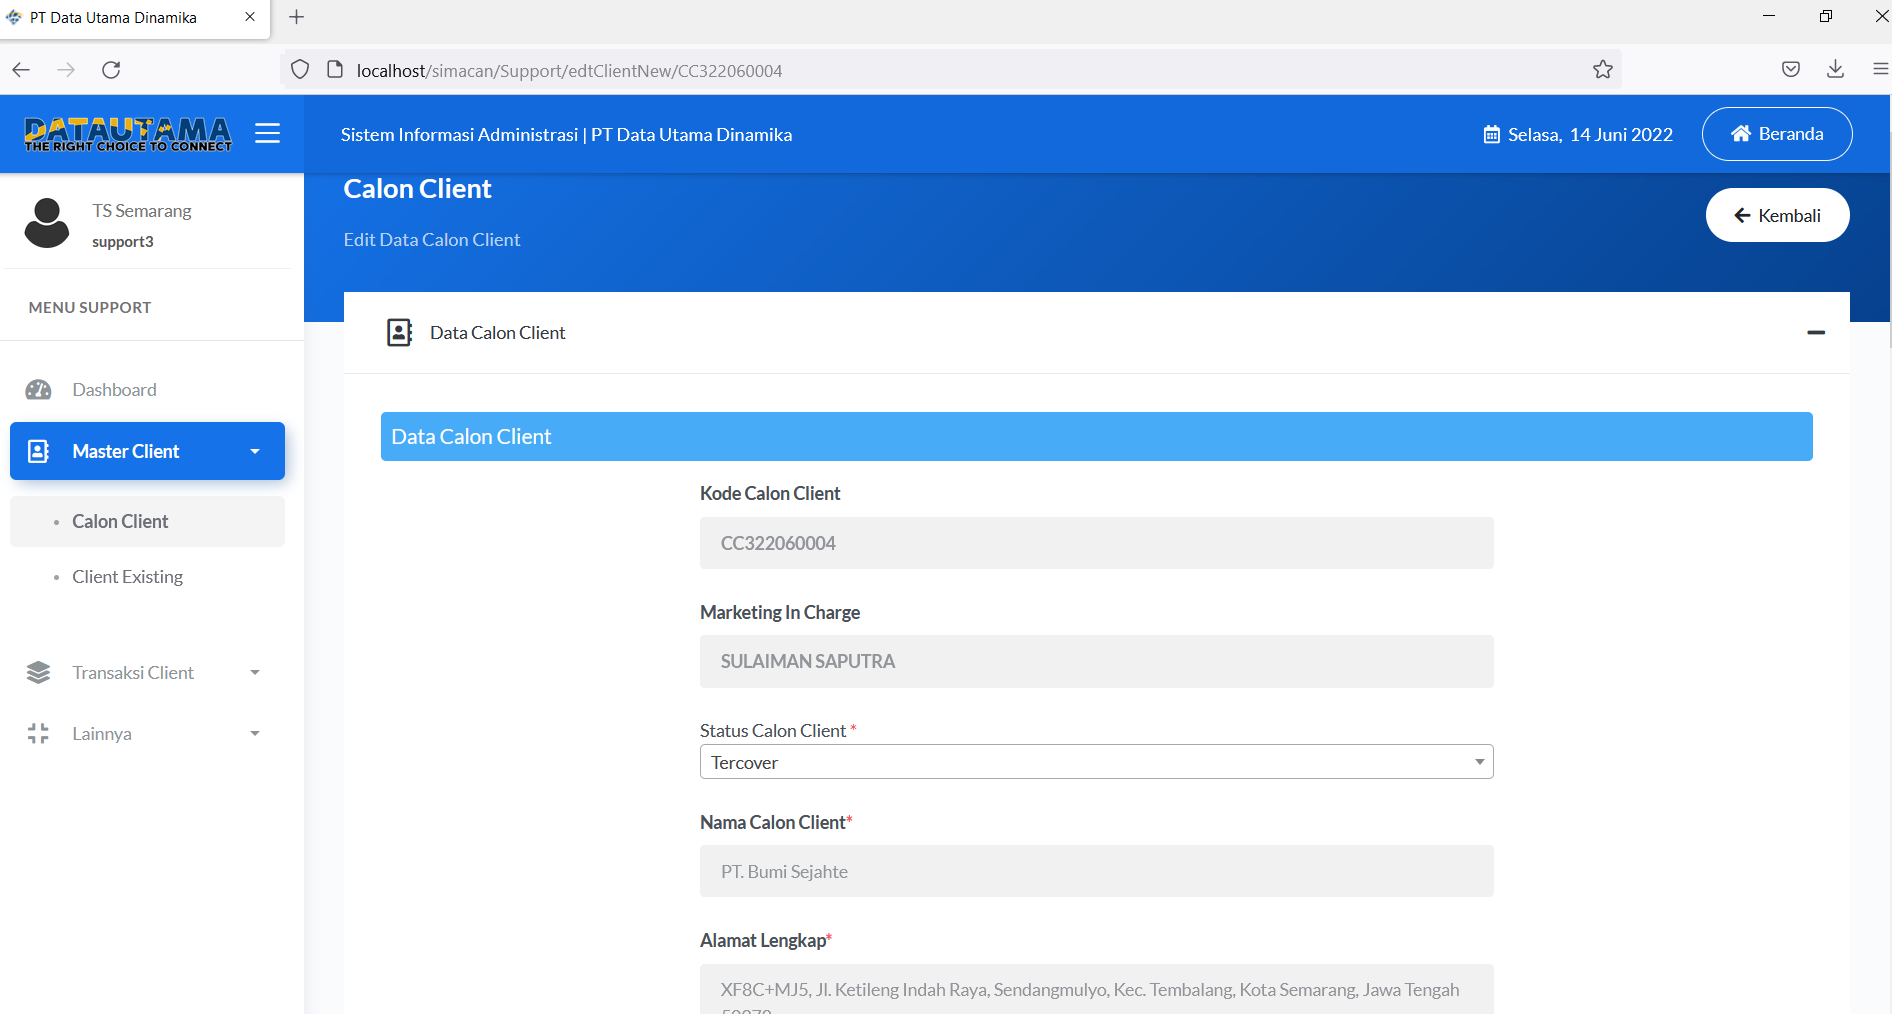 PT Data Utama Dinamika
localhost/simacan/Support/edtClientNew/CC322060004
DATAUTAMA
THE RIGHT CHOICE TO CONNECT
Sistem Informasi Administrasi | PT Data Utama Dinamika
Selasa, 14 Juni 2022
Beranda
TS Semarang
support3
Calon Client
Edit Data Calon Client
Kembali
MENU SUPPORT
Dashboard
Master Client
Calon Client
Client Existing
Transaksi Client
Lainnya
Data Calon Client
Data Calon Client
Kode Calon Client
CC322060004
Marketing In Charge
SULAIMAN SAPUTRA
Status Calon Client *
Tercover
Nama Calon Client*
PT. Bumi Sejahte
Alamat Lengkap*
XF8C+MJ5, Jl. Ketileng Indah Raya, Sendangmulyo, Kec. Tembalang, Kota Semarang, Jawa Tengah